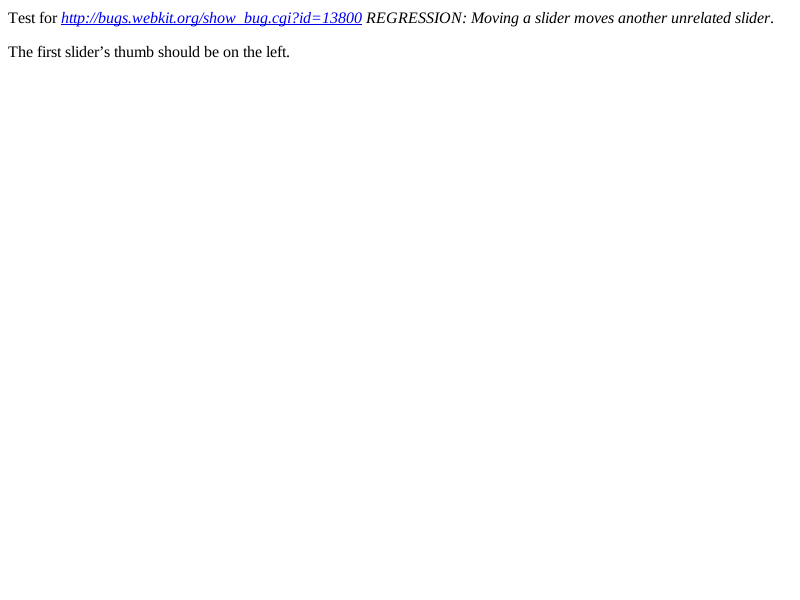 Test for http://bugs.webkit.org/show_bug.cgi?id=13800 REGRESSION: Moving a slider moves another unrelated slider.
The first slider’s thumb should be on the left.